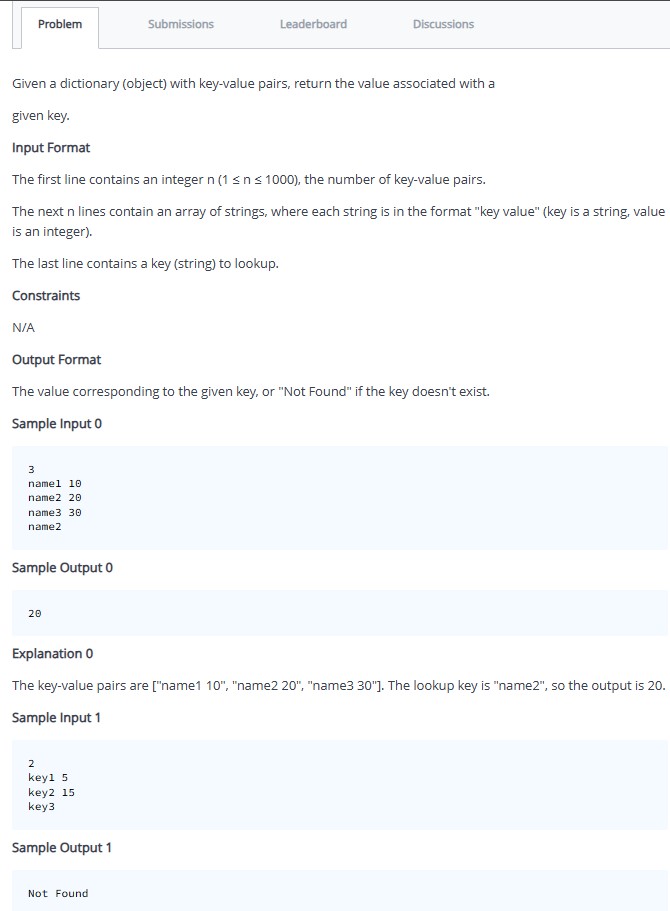 Problem Submissions Leaderboard Discussions
Given a dictionary (object) with key-value pairs, return the value associated with a
given key.
Input Format
The first line contains an integer n (1 ≤ n ≤ 1000), the number of key-value pairs.
The next n lines contain an array of strings, where each string is in the format "key value" (key is a string, value
is an integer).
The last line contains a key (string) to lookup.
Constraints
N/A
Output Format
The value corresponding to the given key, or "Not Found" if the key doesn't exist.
Sample Input 0
3
name1 10
name2 20
name3 30
name2
Sample Output 0
20
Explanation 0
The key-value pairs are ["name1 10", "name2 20", "name3 30"]. The lookup key is "name2", so the output is 20.
Sample Input 1
2
key1 5
key2 15
key3
Sample Output 1
Not Found